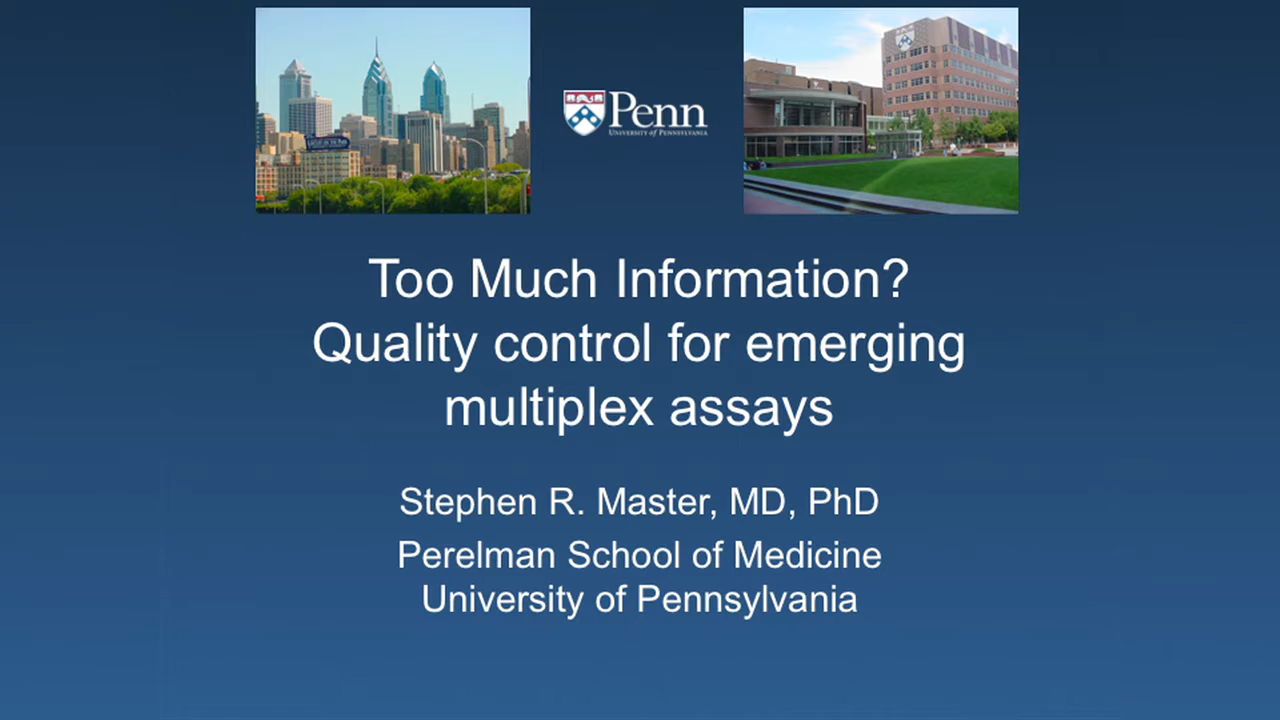 Penn
University of Pennsylvania
Too Much Information?
Quality control for emerging
multiplex assays
Stephen R. Master, MD, PhD
Perelman School of Medicine
University of Pennsylvania